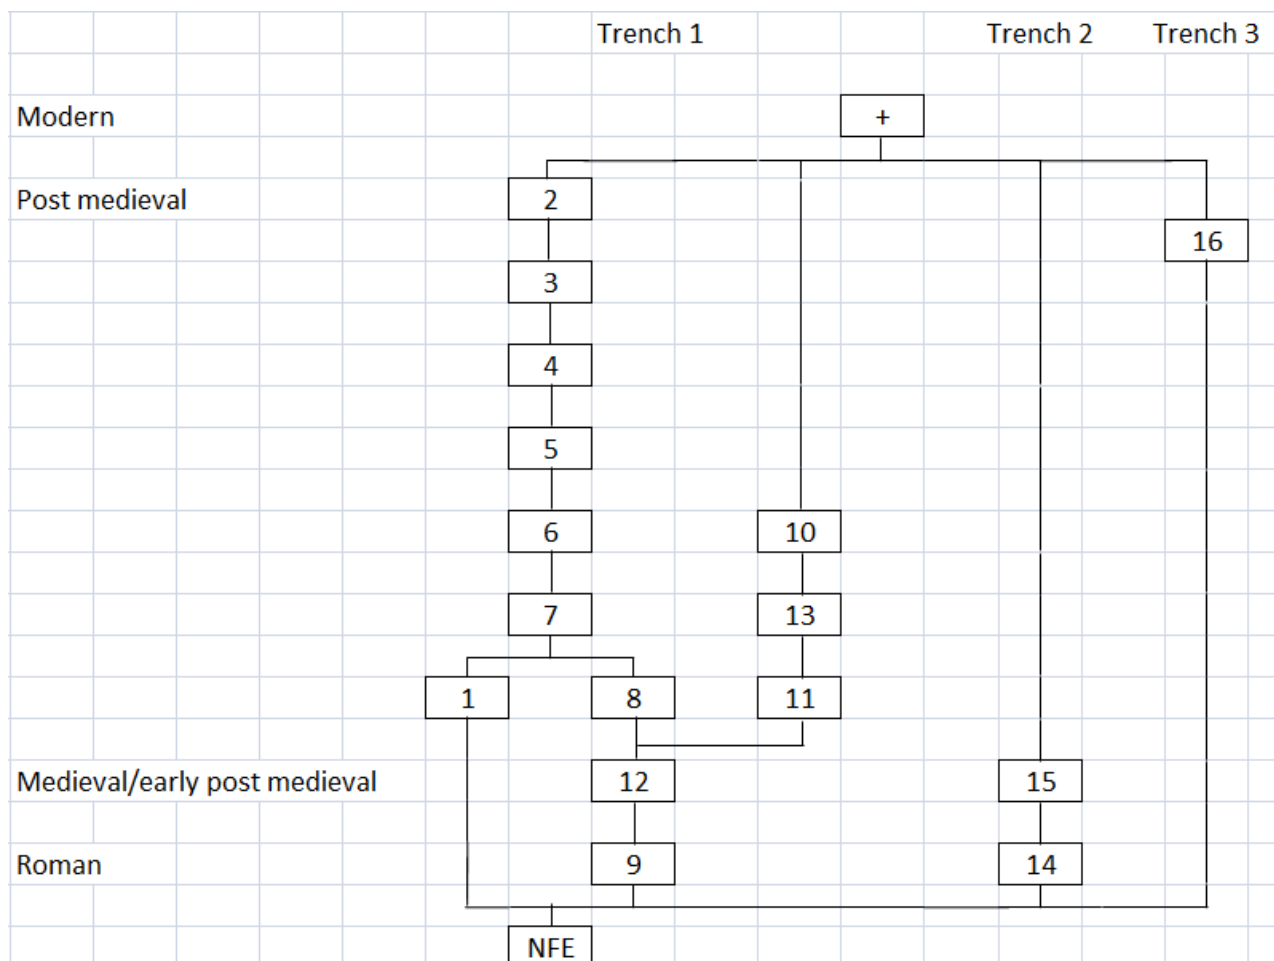 Trench 1 Trench 2 Trench 3
Modern +
Post medieval 2
16
3
4
5
6 10
7 13
1 8 11
Medieval/early post medieval 12 15
Roman 9 14
NFE